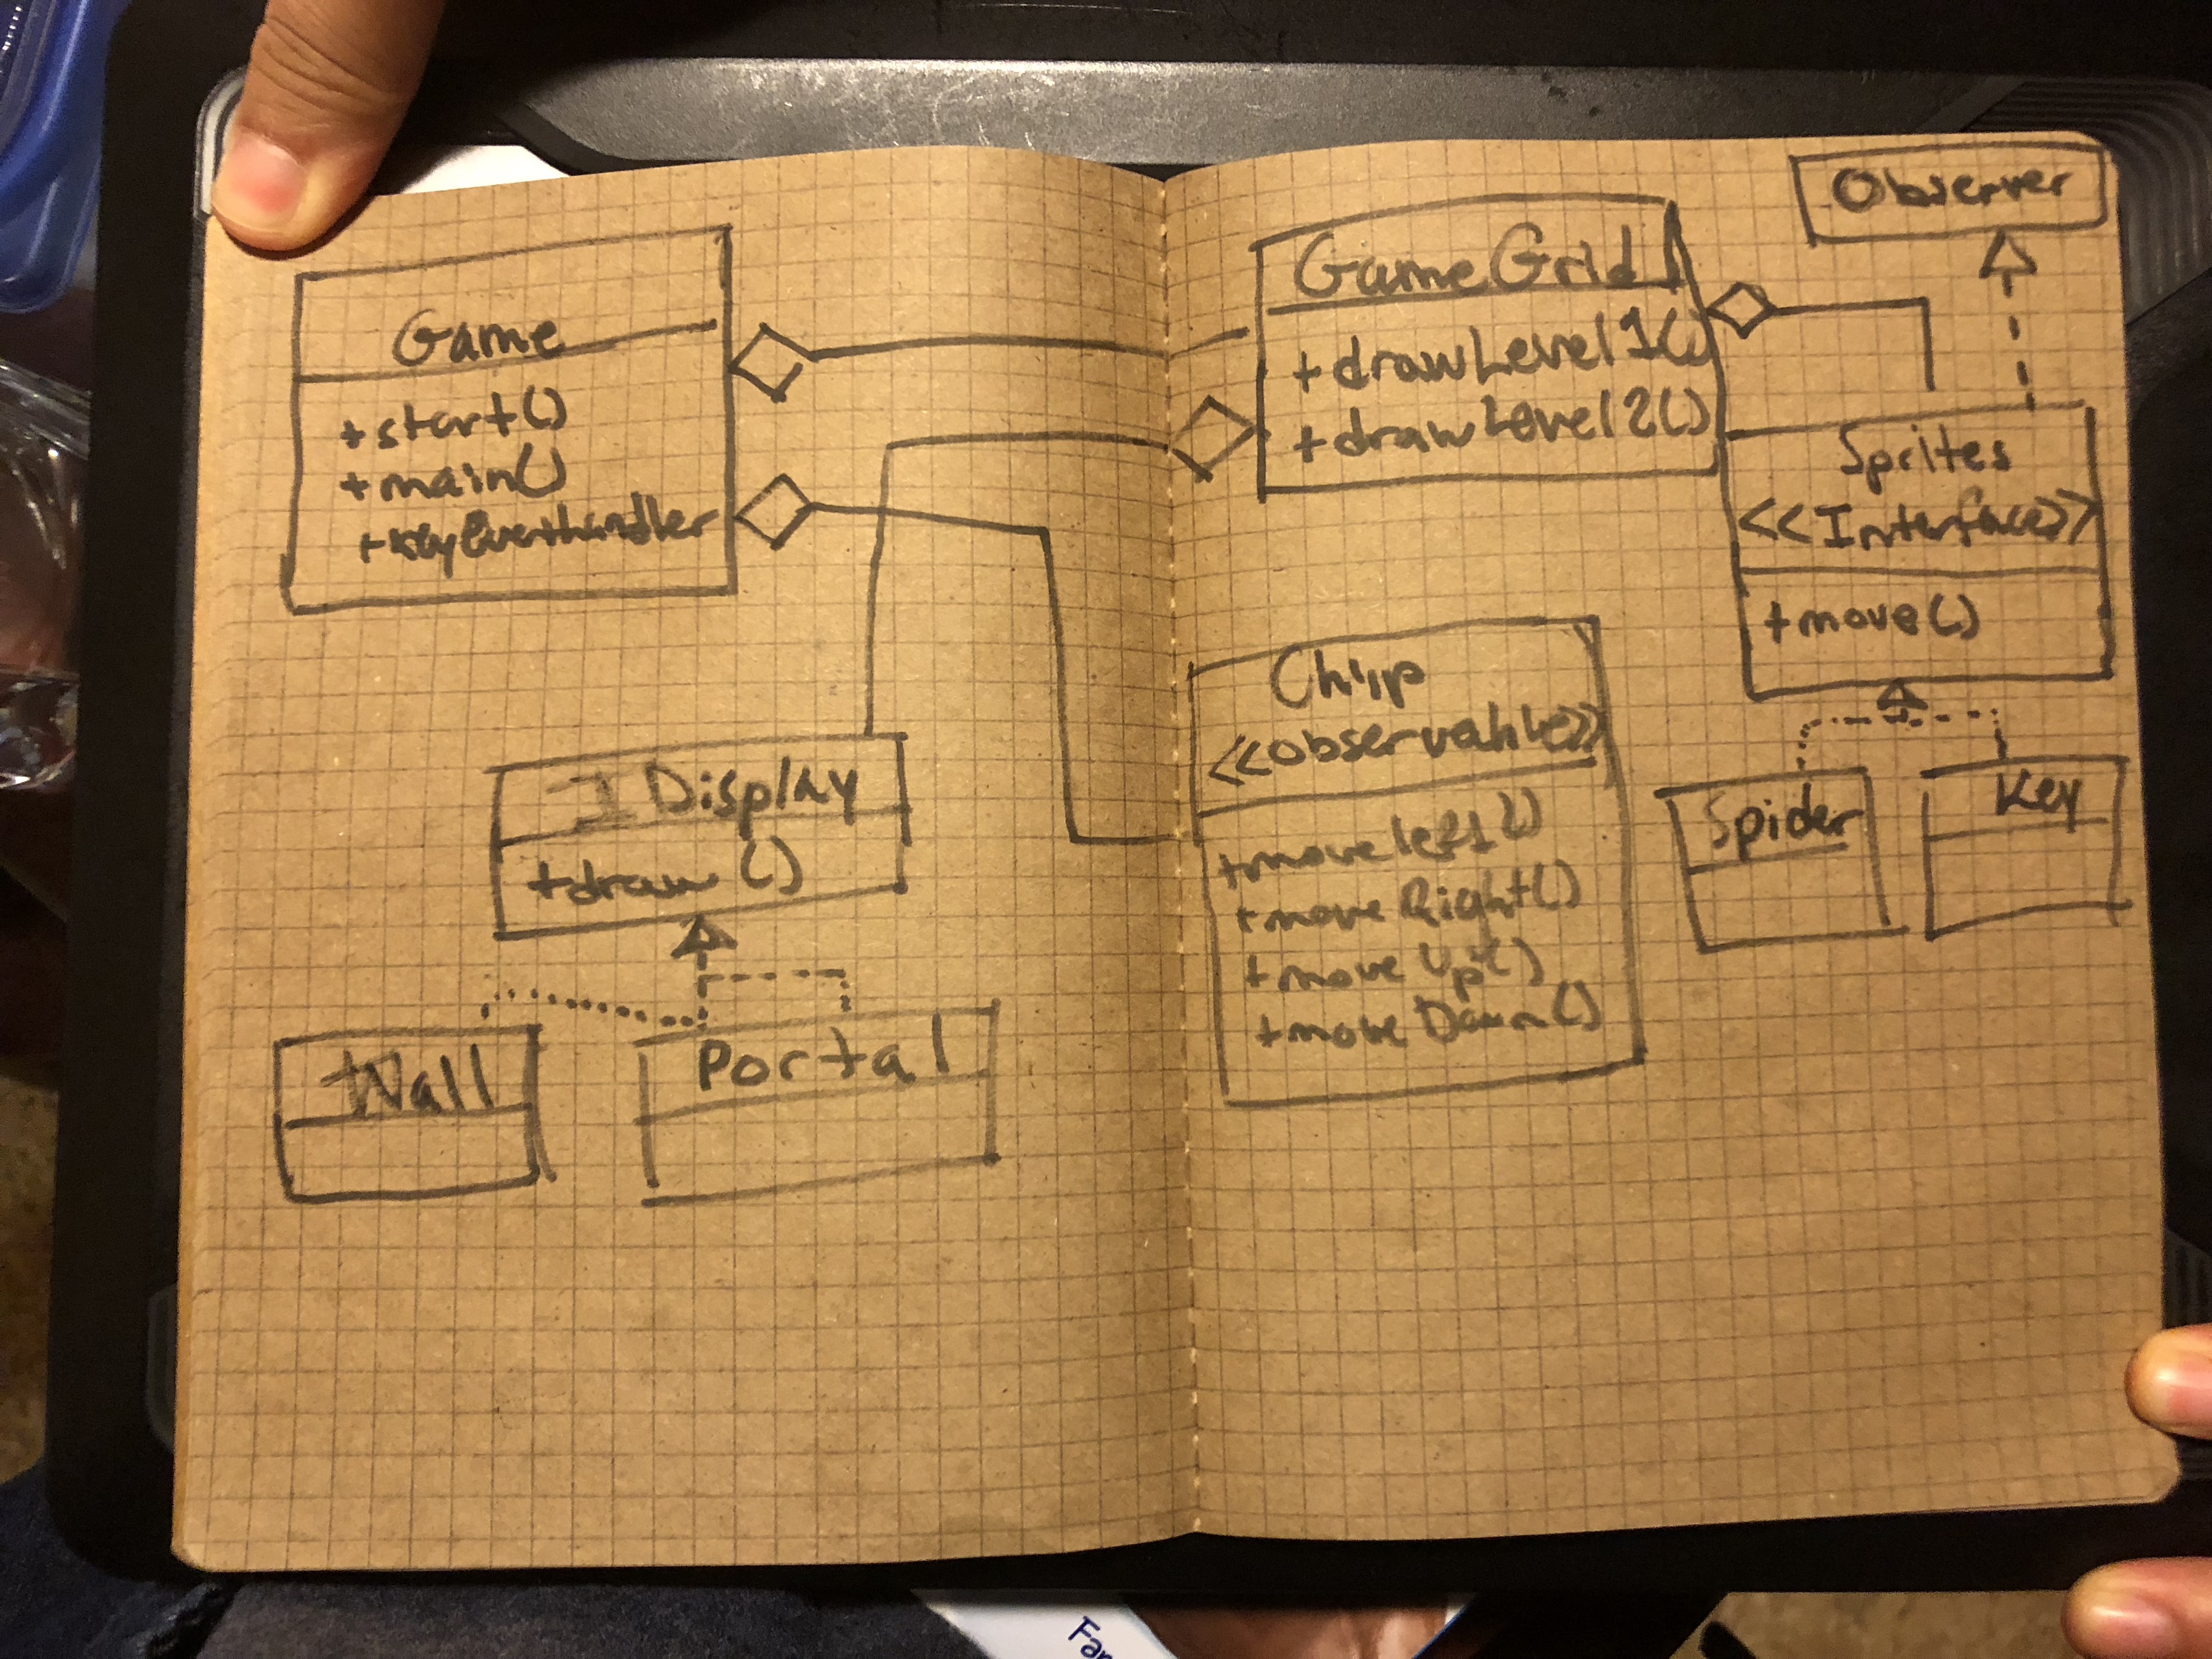 Game
+start()
+main()
+KeyEventHandler
IDisplay
+draw()
Wall
Portal
GameGrid
+drawLevel1()
+drawLevel2()
Chip
<<observable>>
+moveleft()
+moveRight()
+moveUp()
+moveDown()
Observer
Sprites
<<Interface>>
+move()
Spider
Key